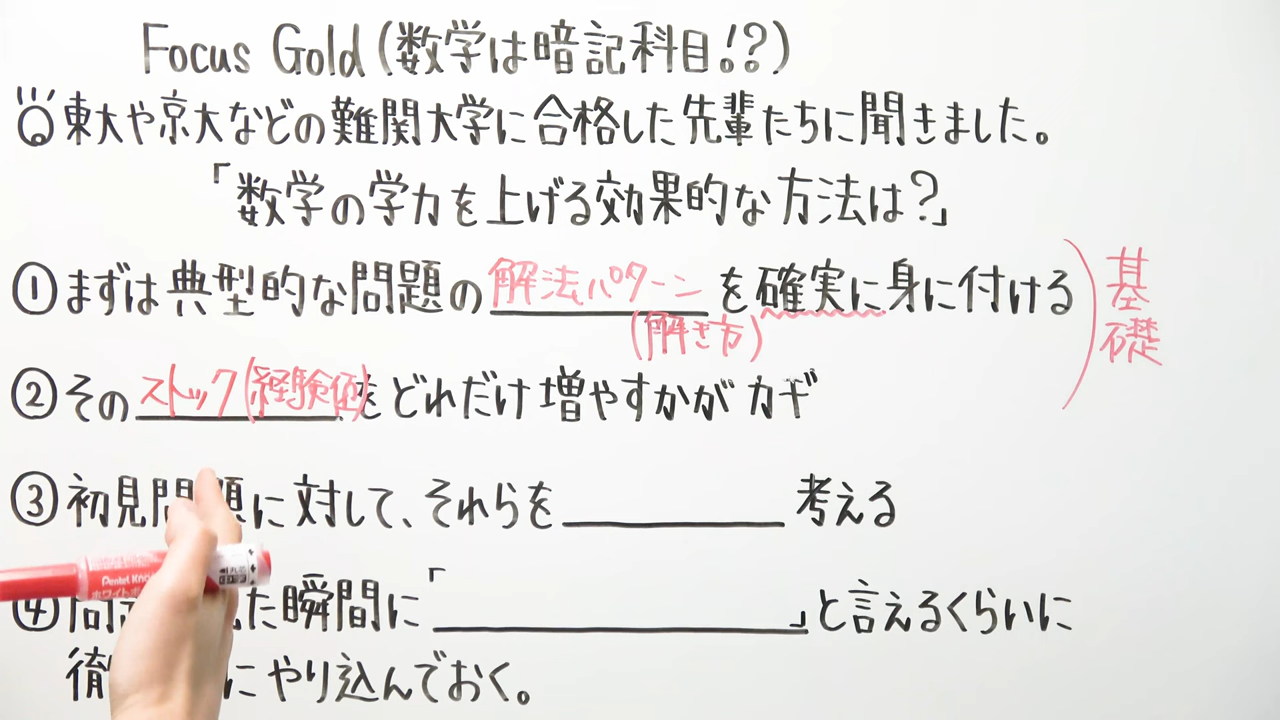 Focus Gold (数学は暗記科目!?)
東大や京大などの難関大学に合格した先輩たちに聞きました。
「数学の学力を上げる効果的な方法は?」
①まずは典型的な問題の解法パターンを確実に身に付ける
(解き方)
基礎
②そのストック(経験値)をどれだけ増やすかがカギ
③初見問題に対して、それらを 考える
④ た瞬間に「 」と言えるくらいに
にやり込んでおく。
Pentel